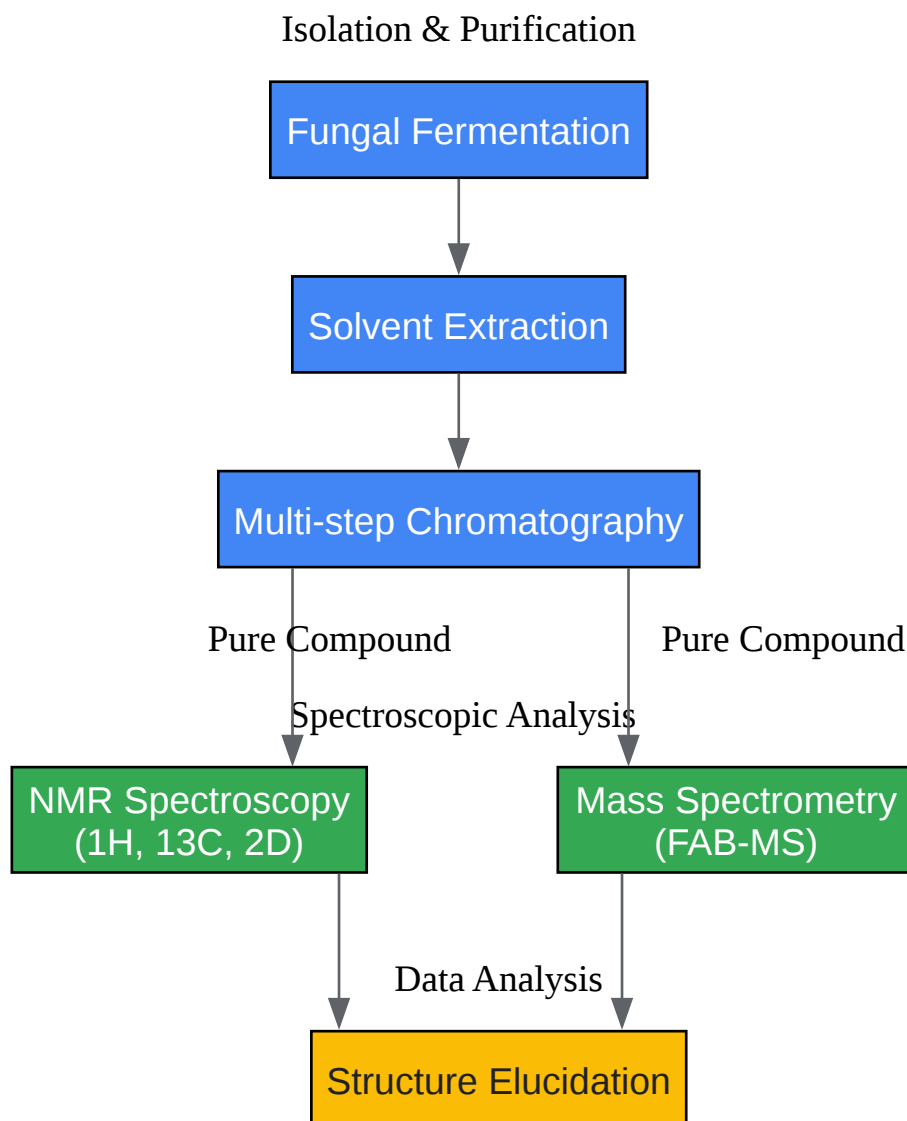 Isolation & Purification
Fungal Fermentation
Solvent Extraction
Multi-step Chromatography
Pure Compound
Pure Compound
Spectroscopic Analysis
NMR Spectroscopy
(1H, 13C, 2D)
Mass Spectrometry
(FAB-MS)
Data Analysis
Structure Elucidation